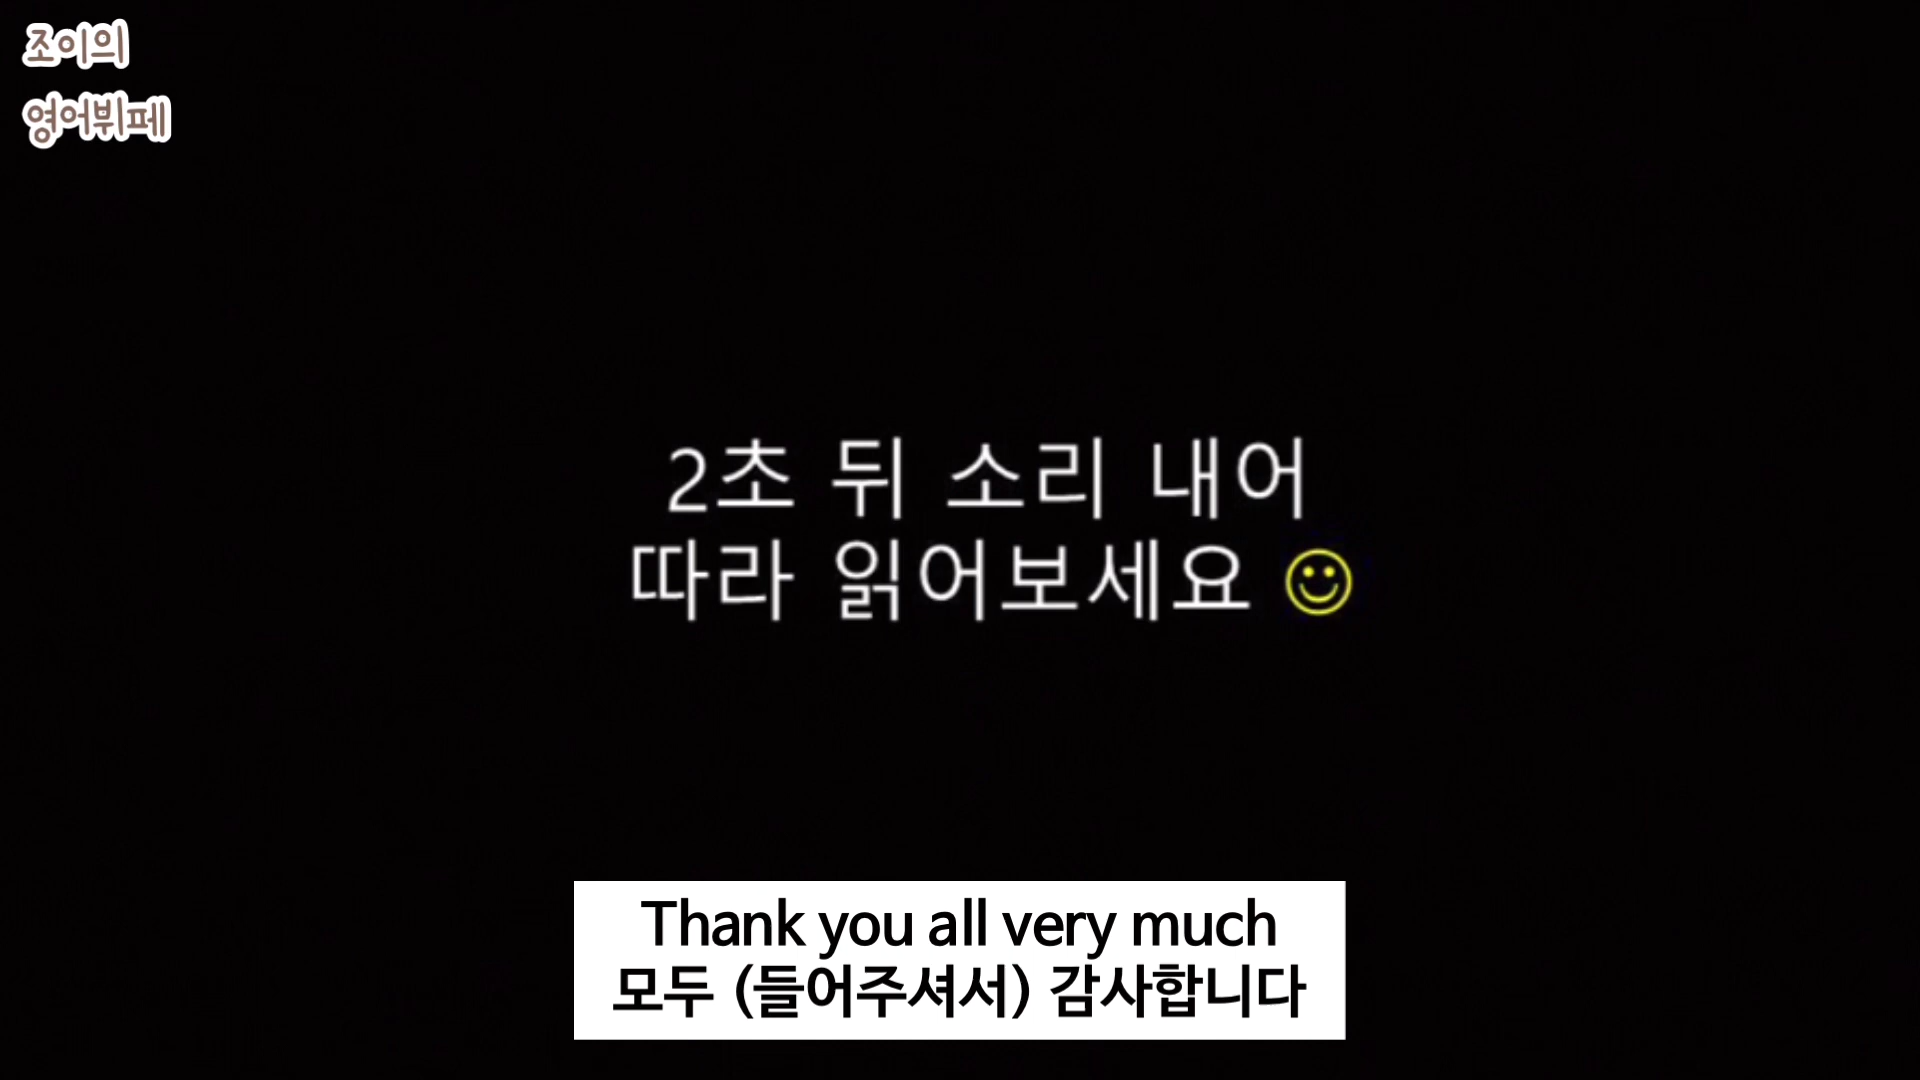 조이의
영어뷔페
2초 뒤 소리 내어
따라 읽어보세요 ☺
Thank you all very much
모두 (들어주셔서) 감사합니다